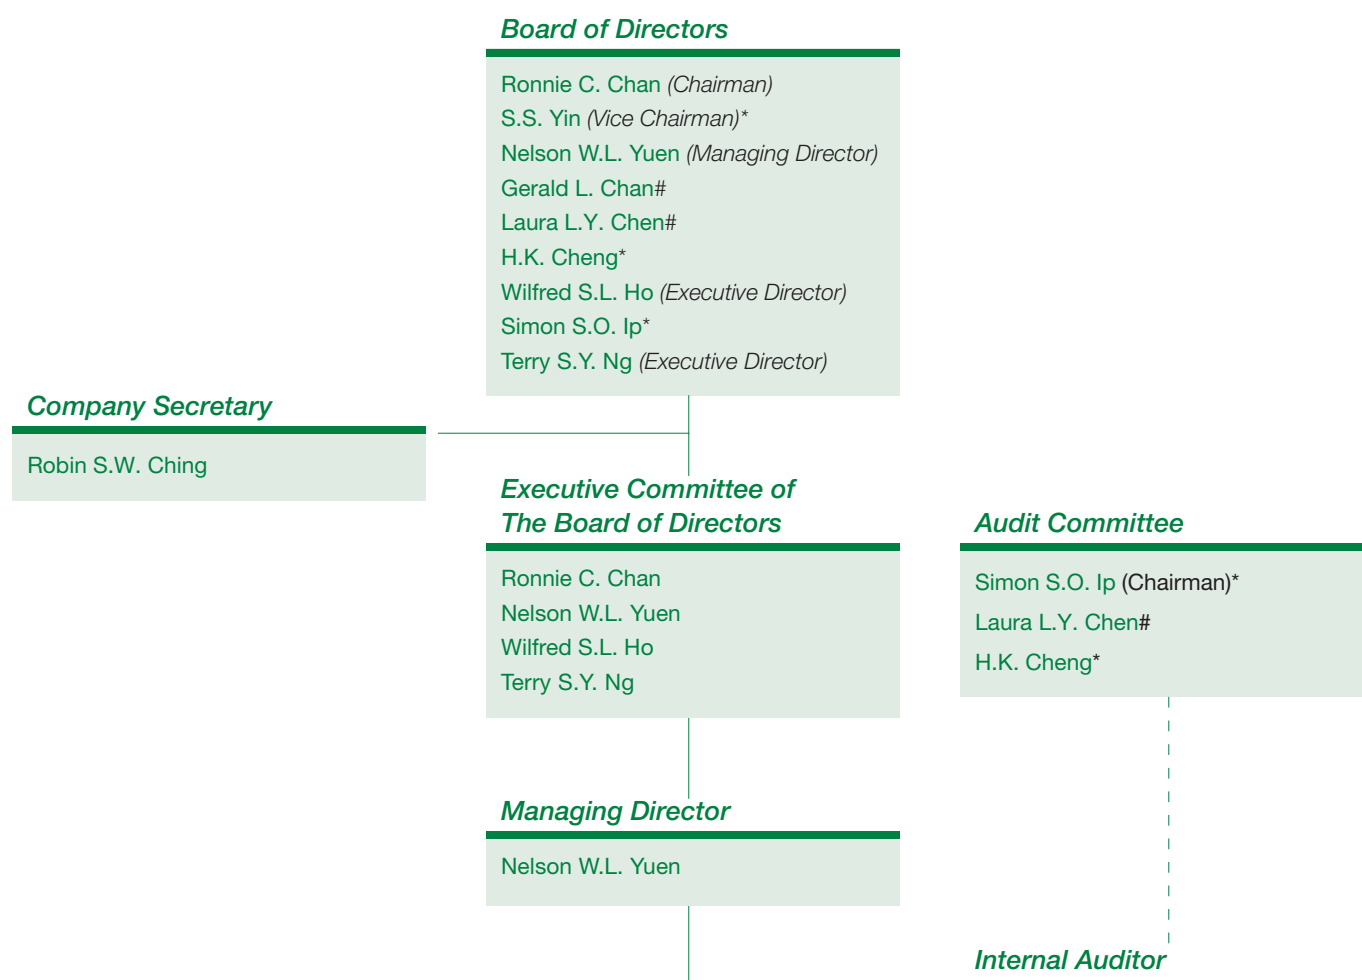 Board of Directors
Ronnie C. Chan (Chairman)
S.S. Yin (Vice Chairman)*
Nelson W.L. Yuen (Managing Director)
Gerald L. Chan#
Laura L.Y. Chen#
H.K. Cheng*
Wilfred S.L. Ho (Executive Director)
Simon S.O. Ip*
Terry S.Y. Ng (Executive Director)
Company Secretary
Robin S.W. Ching
Executive Committee of
The Board of Directors
Ronnie C. Chan
Nelson W.L. Yuen
Wilfred S.L. Ho
Terry S.Y. Ng
Audit Committee
Simon S.O. Ip (Chairman)*
Laura L.Y. Chen#
H.K. Cheng*
Managing Director
Nelson W.L. Yuen
Internal Auditor